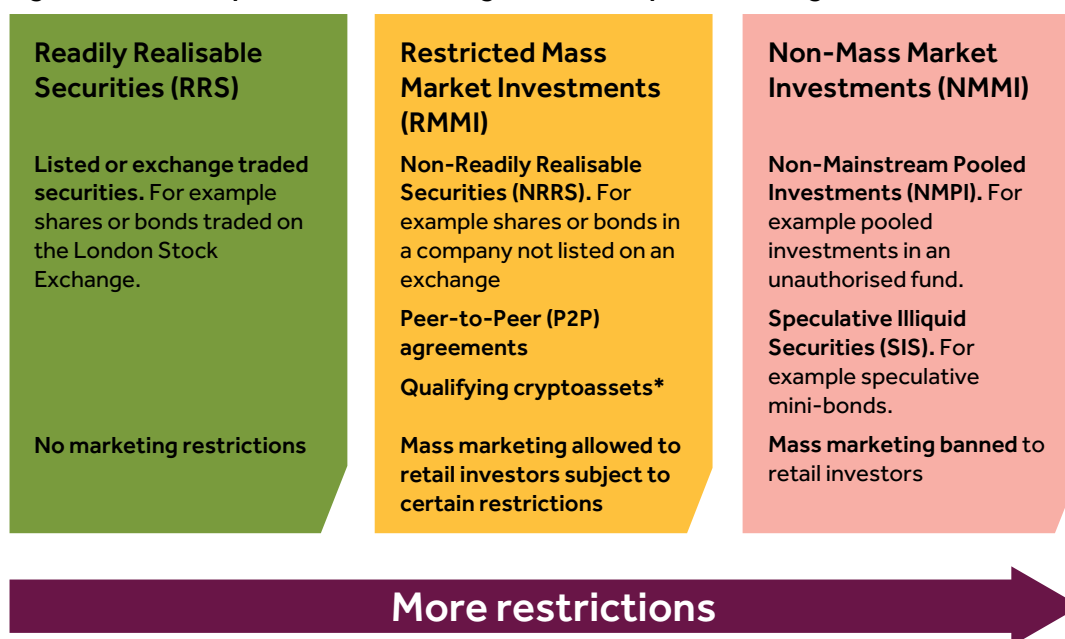 Readily Realisable
Securities (RRS)
Listed or exchange traded
securities. For example
shares or bonds traded on
the London Stock
Exchange.
No marketing restrictions
Restricted Mass
Market Investments
(RMMI)
Non-Readily Realisable
Securities (NRRS). For
example shares or bonds in
a company not listed on an
exchange
Peer-to-Peer (P2P)
agreements
Qualifying cryptoassets*
Mass marketing allowed to
retail investors subject to
certain restrictions
Non-Mass Market
Investments (NMMI)
Non-Mainstream Pooled
Investments (NMPI). For
example pooled
investments in an
unauthorised fund.
Speculative Illiquid
Securities (SIS). For
example speculative
mini-bonds.
Mass marketing banned to
retail investors
More restrictions